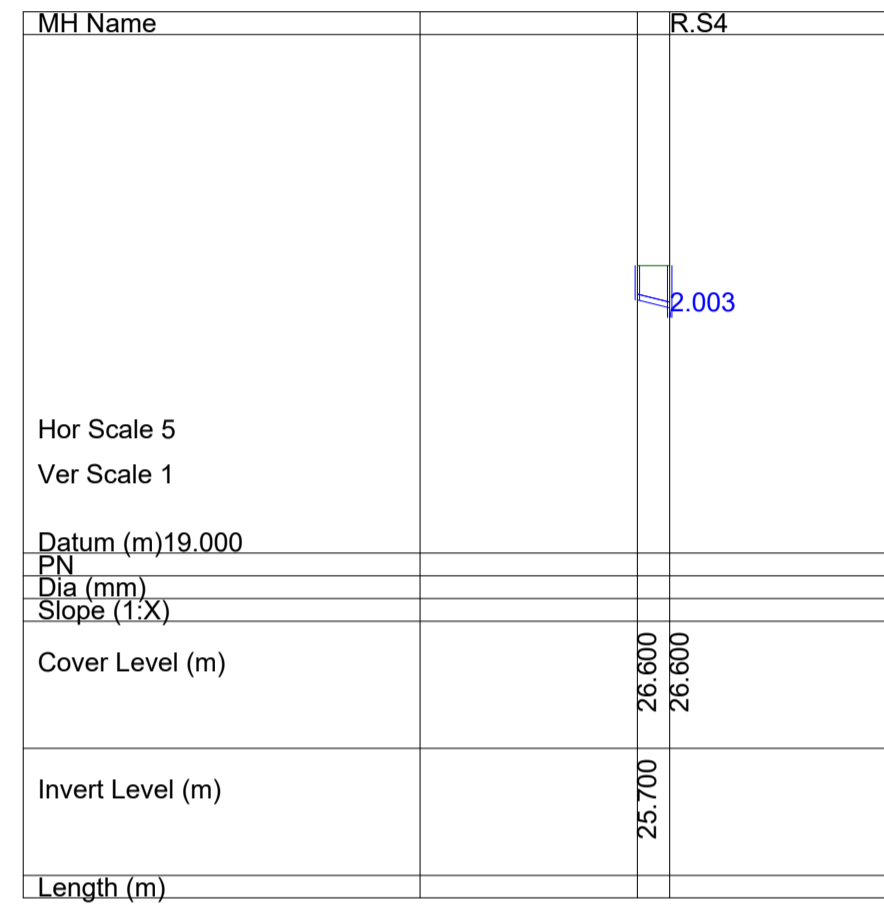 MH Name R.S4
2.003
Hor Scale 5
Ver Scale 1
Datum (m)19.000
PN
Dia (mm)
Slope (1:X)
Cover Level (m) 26.600 26.600
Invert Level (m) 25.700
Length (m)